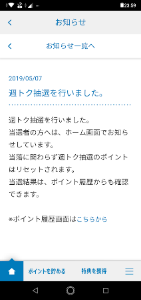 23:59
お知らせ
お知らせ一覧へ
2019/06/07
週トク抽選を行いました。
週トク抽選を行いました。
当選者の方へは、ホーム画面でお知ら
せしています。
当落に関わらず週トク抽選のポイント
はリセットされます。
当選結果は、ポイント履歴からも確認
できます。
※ポイント履歴画面はこちらから
ポイントを貯める
特典を獲得